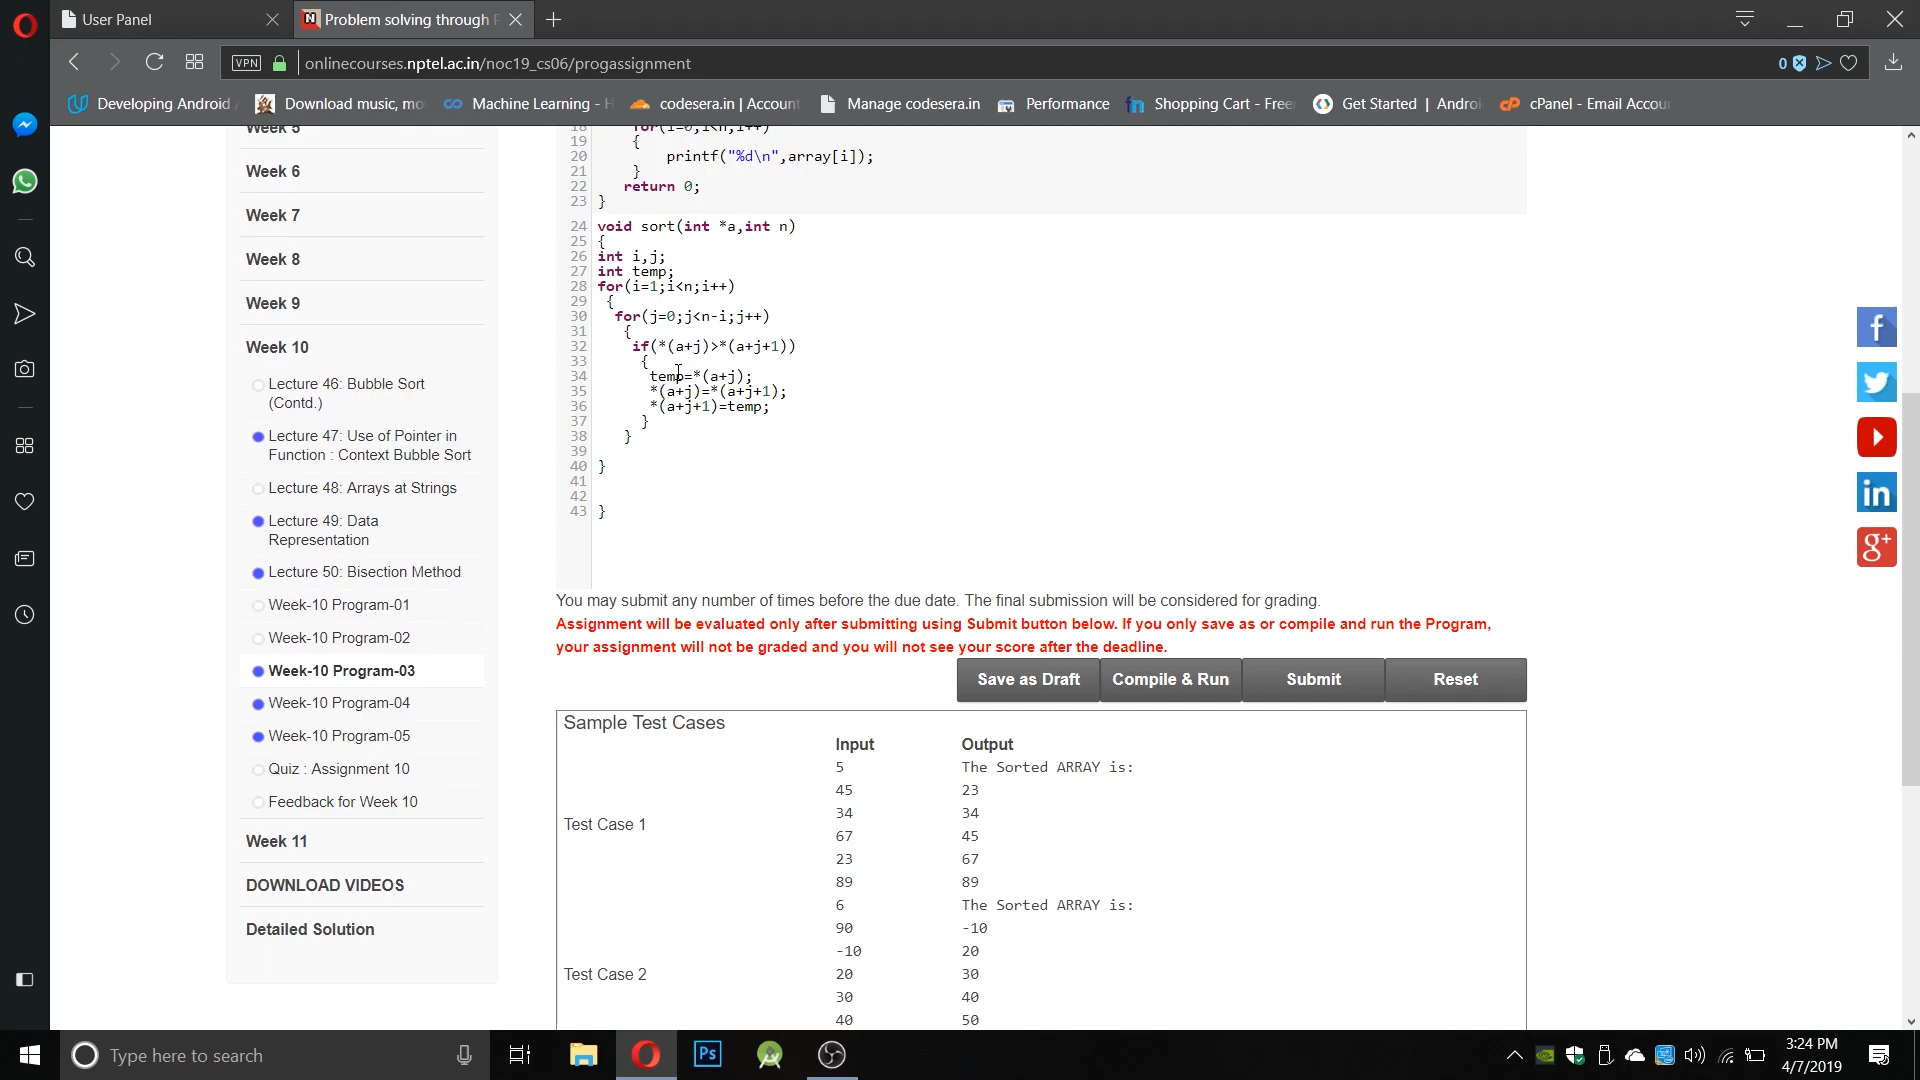 User Panel
Problem solving through P
VPN
onlinecourses.nptel.ac.in/noc19_cs06/progassignment
0
Developing Android
Download music, mo
Machine Learning - H
codesera.in | Account
Manage codesera.in
Performance
Shopping Cart - Free
Get Started | Androi
cPanel - Email Accou
Week 5
Week 6
Week 7
Week 8
Week 9
Week 10
Lecture 46: Bubble Sort
(Contd.)
Lecture 47: Use of Pointer in
Function : Context Bubble Sort
Lecture 48: Arrays at Strings
Lecture 49: Data
Representation
Lecture 50: Bisection Method
Week-10 Program-01
Week-10 Program-02
Week-10 Program-03
Week-10 Program-04
Week-10 Program-05
Quiz : Assignment 10
Feedback for Week 10
Week 11
DOWNLOAD VIDEOS
Detailed Solution
18 for(i=0;i<n;i++)
19 {
20 printf("%d\n",array[i]);
21 }
22 return 0;
23 }
24 void sort(int *a,int n)
25 {
26 int i,j;
27 int temp;
28 for(i=1;i<n;i++)
29 {
30 for(j=0;j<n-i;j++)
31 {
32 if(*(a+j)>*(a+j+1))
33 {
34 temp=*(a+j);
35 *(a+j)=*(a+j+1);
36 *(a+j+1)=temp;
37 }
38 }
39
40 }
41
42
43 }
You may submit any number of times before the due date. The final submission will be considered for grading.
Assignment will be evaluated only after submitting using Submit button below. If you only save as or compile and run the Program,
your assignment will not be graded and you will not see your score after the deadline.
Save as Draft
Compile & Run
Submit
Reset
Sample Test Cases
Input Output
5 The Sorted ARRAY is:
45 23
34 34
Test Case 1
67 45
23 67
89 89
6 The Sorted ARRAY is:
90 -10
-10 20
Test Case 2
20 30
30 40
40 50
f
in
g+
Type here to search
Ps
3:24 PM
4/7/2019